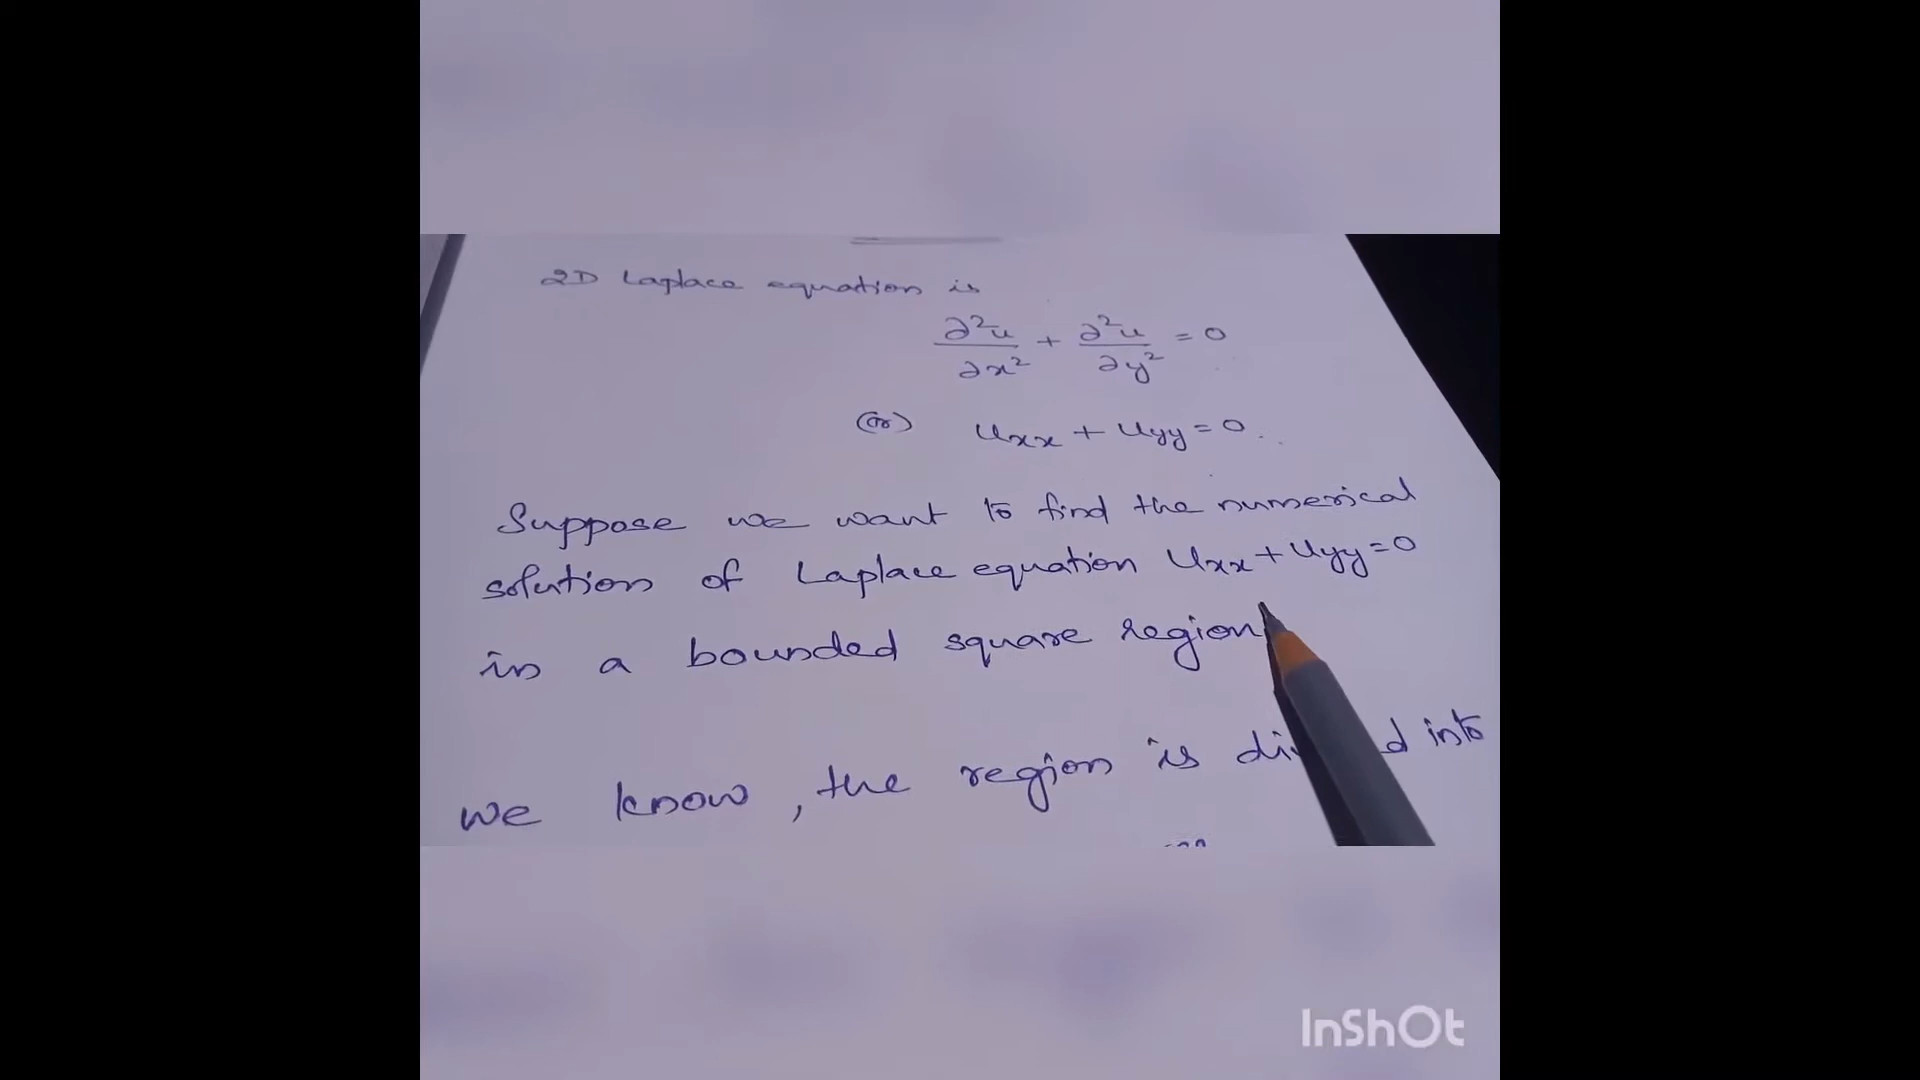 2D Laplace equation is
∂²u/∂x² + ∂²u/∂y² = 0
(or) uxx + uyy = 0
Suppose we want to find the numerical
solution of Laplace equation uxx + uyy = 0
in a bounded square region
we know, the region is into
InShOt